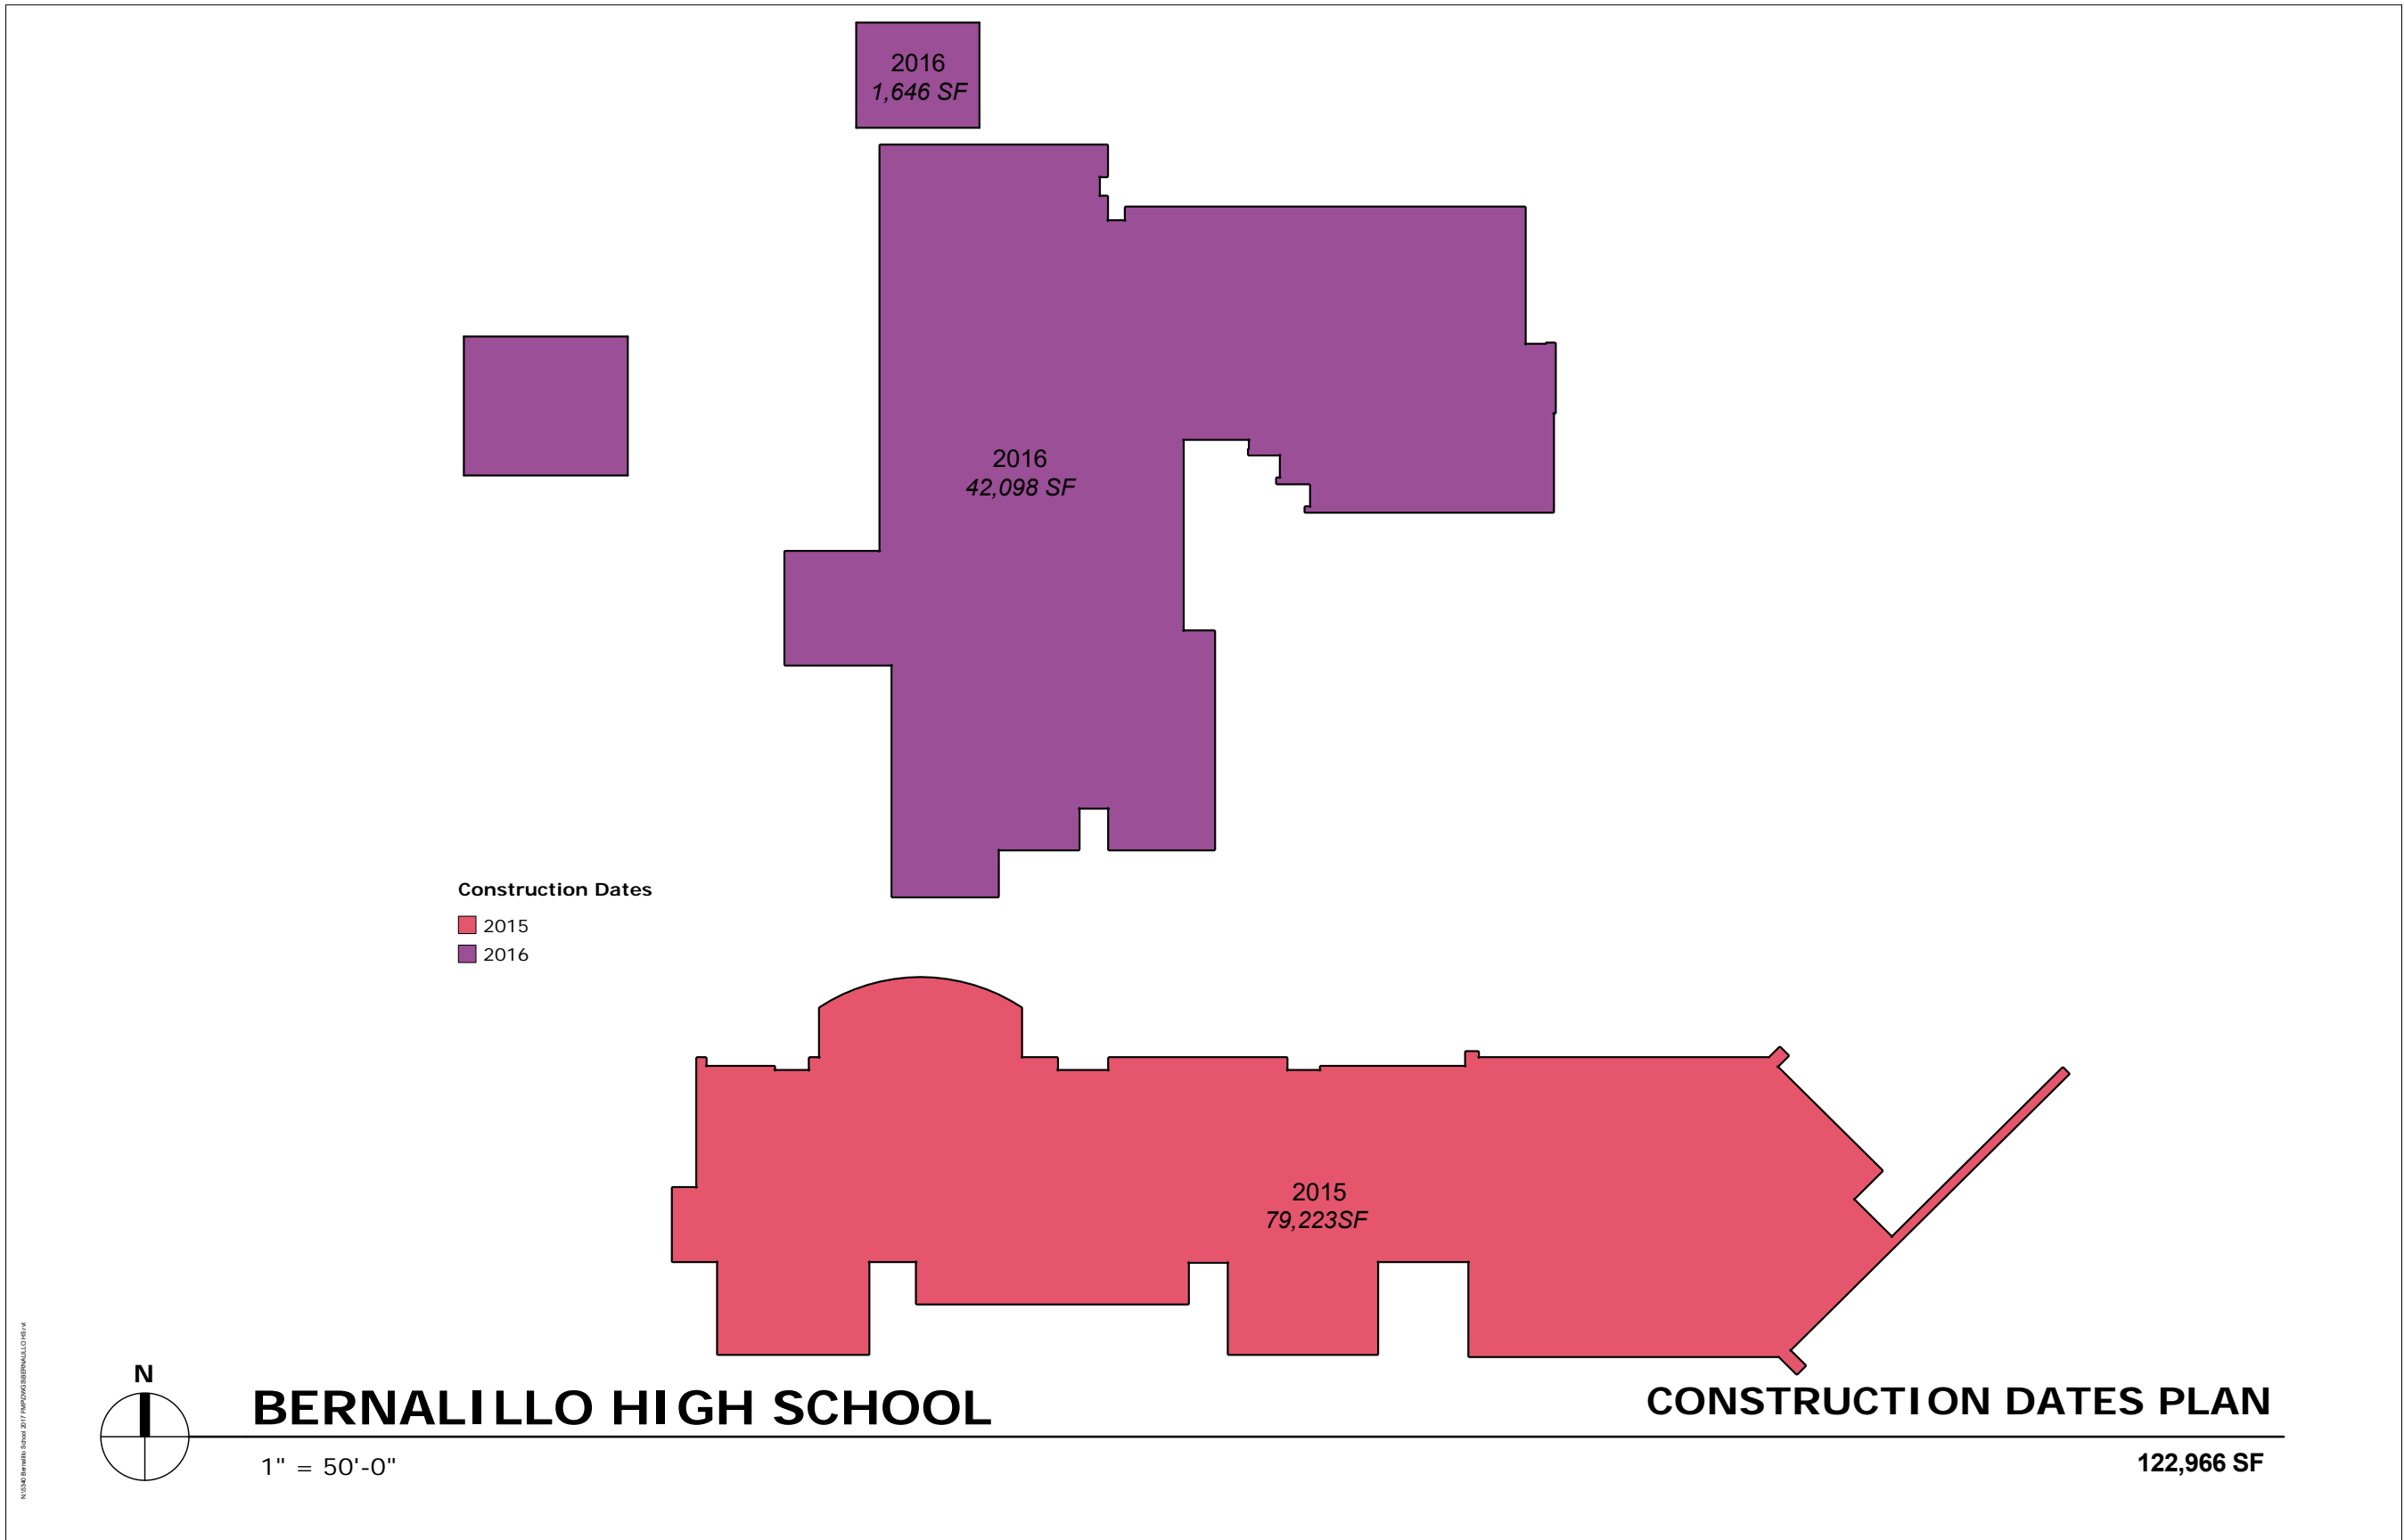 2016
1,646 SF
2016
42,098 SF
Construction Dates
2015
2016
2015
79,223SF
N
BERNALILLO HIGH SCHOOL
CONSTRUCTION DATES PLAN
1" = 50'-0"
122,966 SF